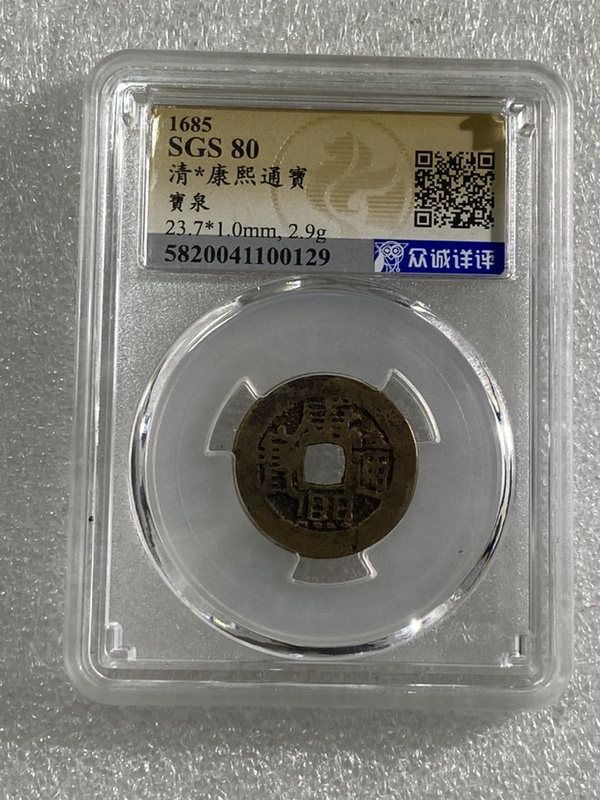 1685
SGS 80
清*康熙通寶
寶泉
23.7*1.0mm, 2.9g
5820041100129
众诚详评
康熙通寶